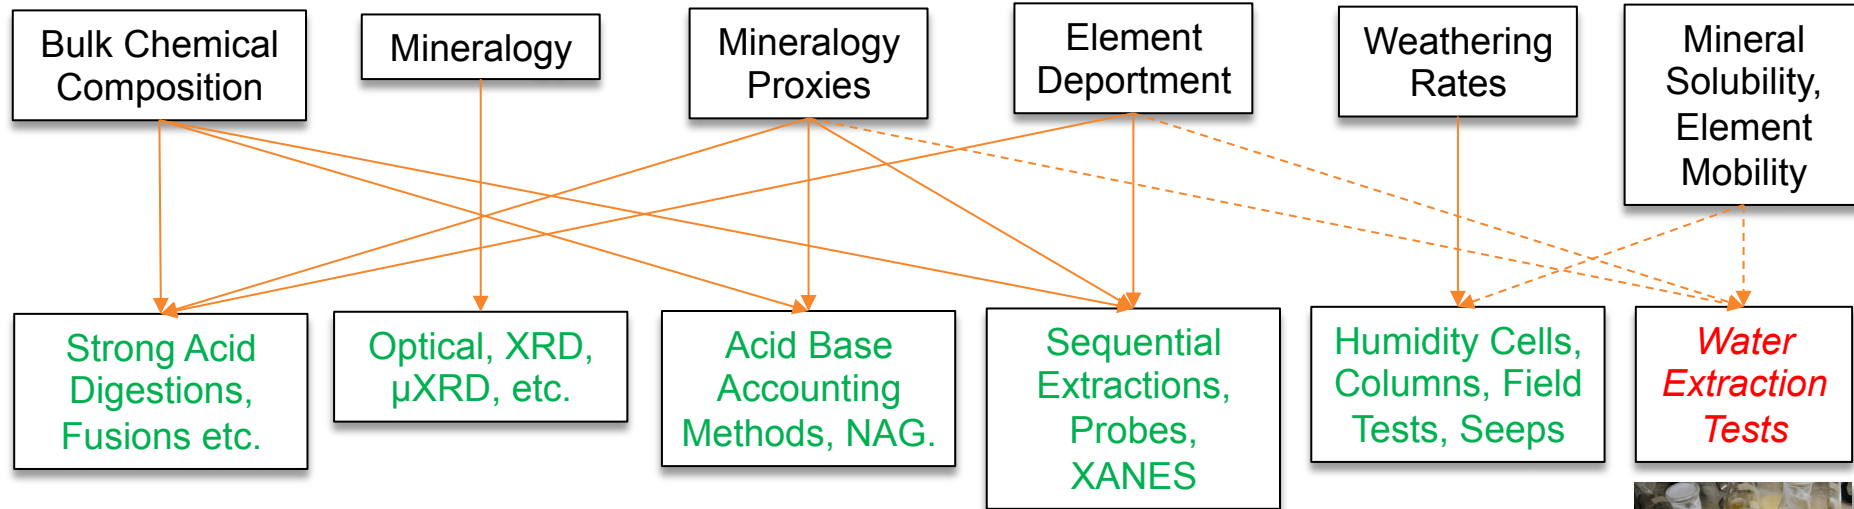 Bulk Chemical
Composition
Mineralogy
Mineralogy
Proxies
Element
Deportment
Weathering
Rates
Mineral
Solubility,
Element
Mobility
Strong Acid
Digestions,
Fusions etc.
Optical, XRD,
μXRD, etc.
Acid Base
Accounting
Methods, NAG.
Sequential
Extractions,
Probes,
XANES
Humidity Cells,
Columns, Field
Tests, Seeps
Water
Extraction
Tests